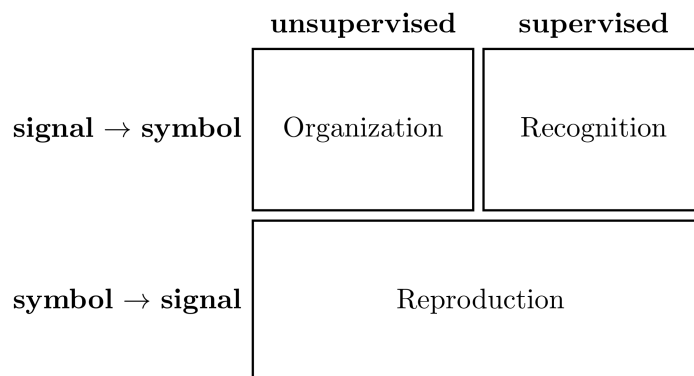 unsupervised supervised
signal → symbol Organization Recognition
symbol → signal Reproduction